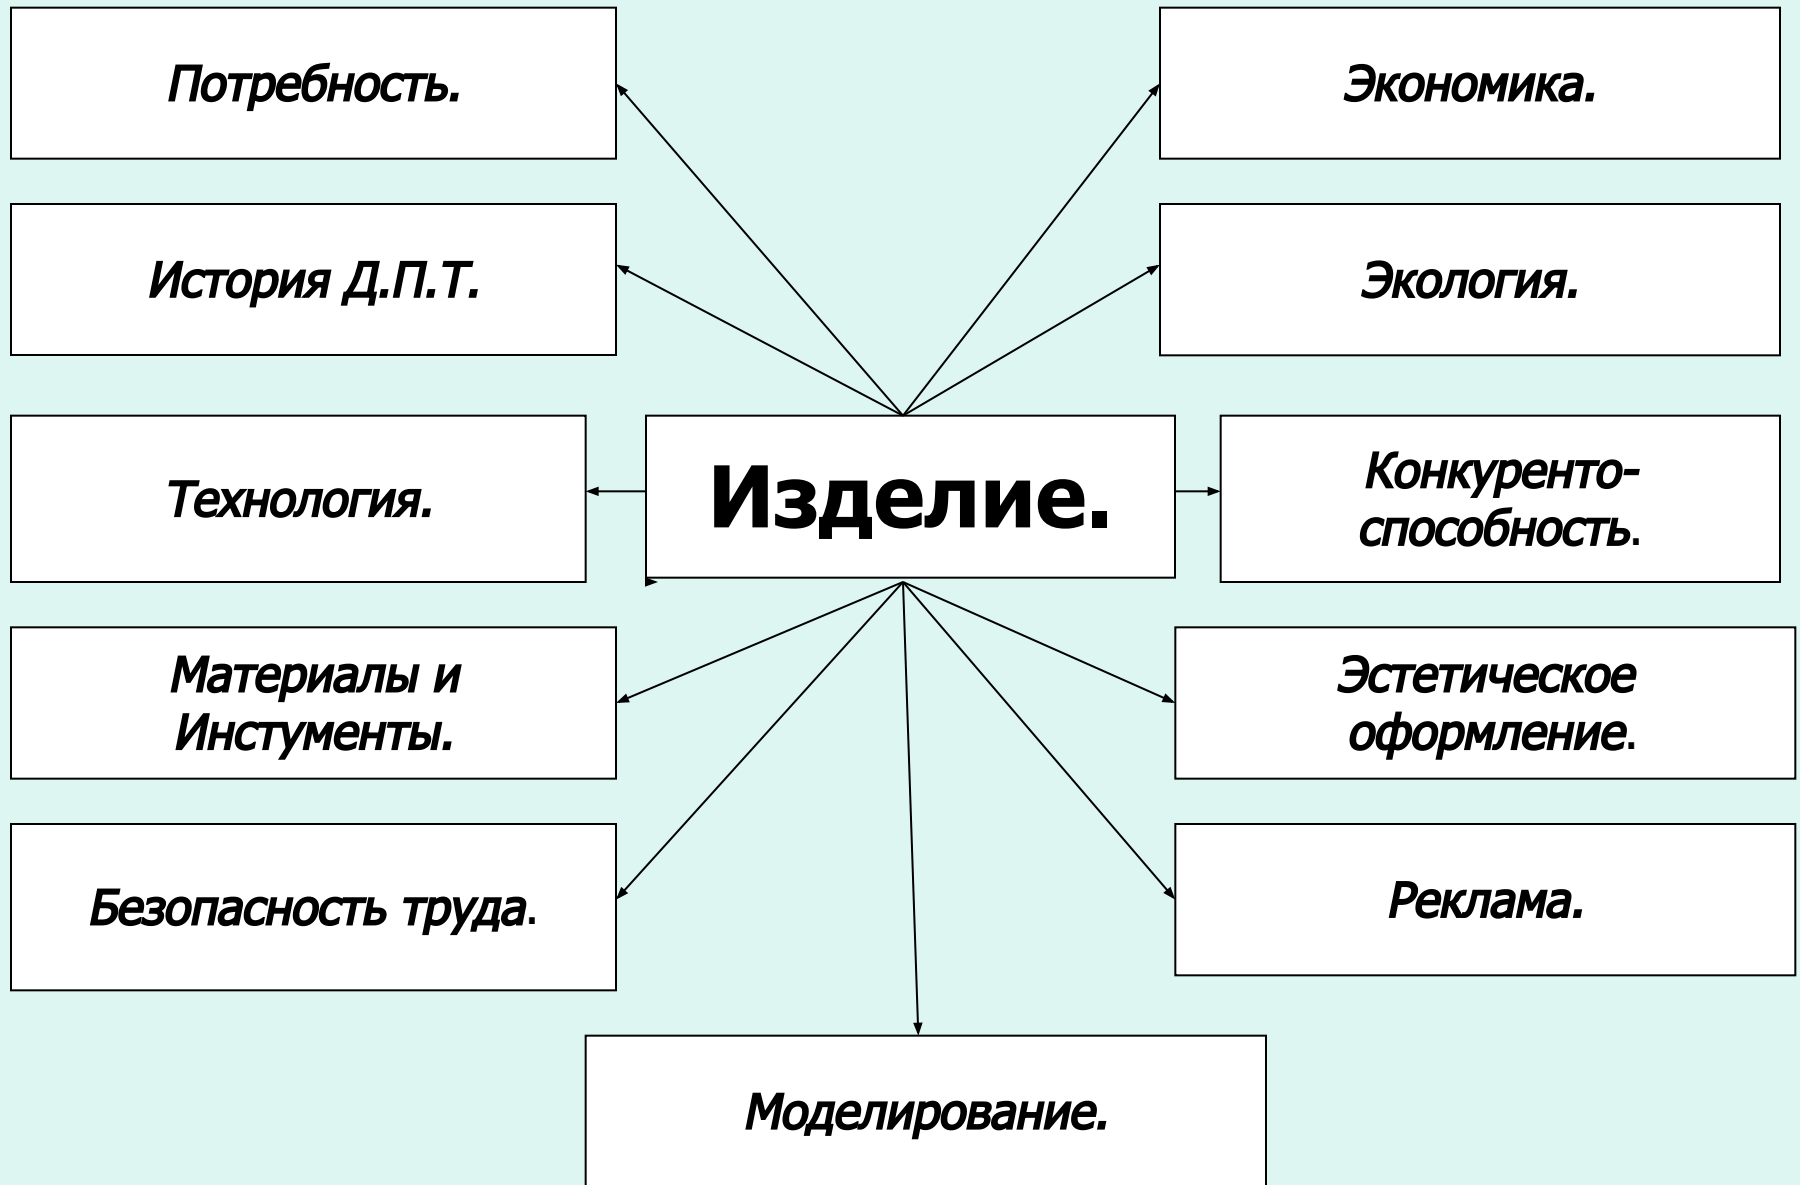 Потребность.
Экономика.
История Д.П.Т.
Экология.
Технология.
Изделие.
Конкуренто-
способность.
Материалы и
Инстументы.
Эстетическое
оформление.
Безопасность труда.
Реклама.
Моделирование.